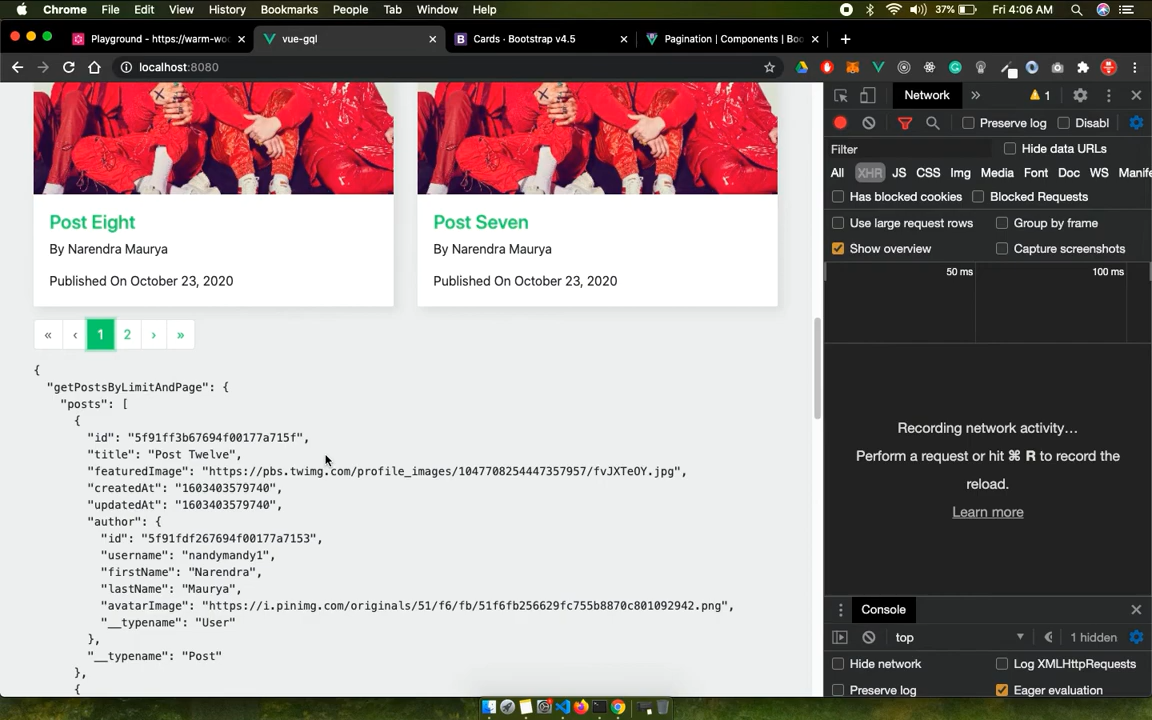 Chrome File Edit View History Bookmarks People Tab Window Help 37% Fri 4:06 AM
Playground - https://warm-wo × vue-gql × Cards · Bootstrap v4.5 × Pagination | Components | Boo × +
localhost:8080
Network » 1
Preserve log Disabl
Filter Hide data URLs
All XHR JS CSS Img Media Font Doc WS Manife
Has blocked cookies Blocked Requests
Use large request rows Group by frame
Show overview Capture screenshots
50 ms 100 ms
Recording network activity…
Perform a request or hit ⌘ R to record the
reload.
Learn more
Console
top 1 hidden
Hide network Log XMLHttpRequests
Preserve log Eager evaluation
Post Eight
By Narendra Maurya
Published On October 23, 2020
Post Seven
By Narendra Maurya
Published On October 23, 2020
« ‹ 1 2 › »
{
"getPostsByLimitAndPage": {
"posts": [
{
"id": "5f91ff3b67694f00177a715f",
"title": "Post Twelve",
"featuredImage": "https://pbs.twimg.com/profile_images/1047708254447357957/fvJXTeOY.jpg",
"createdAt": "1603403579740",
"updatedAt": "1603403579740",
"author": {
"id": "5f91fdf267694f00177a7153",
"username": "nandymandy1",
"firstName": "Narendra",
"lastName": "Maurya",
"avatarImage": "https://i.pinimg.com/originals/51/f6/fb/51f6fb256629fc755b8870c801092942.png",
"__typename": "User"
},
"__typename": "Post"
},
{